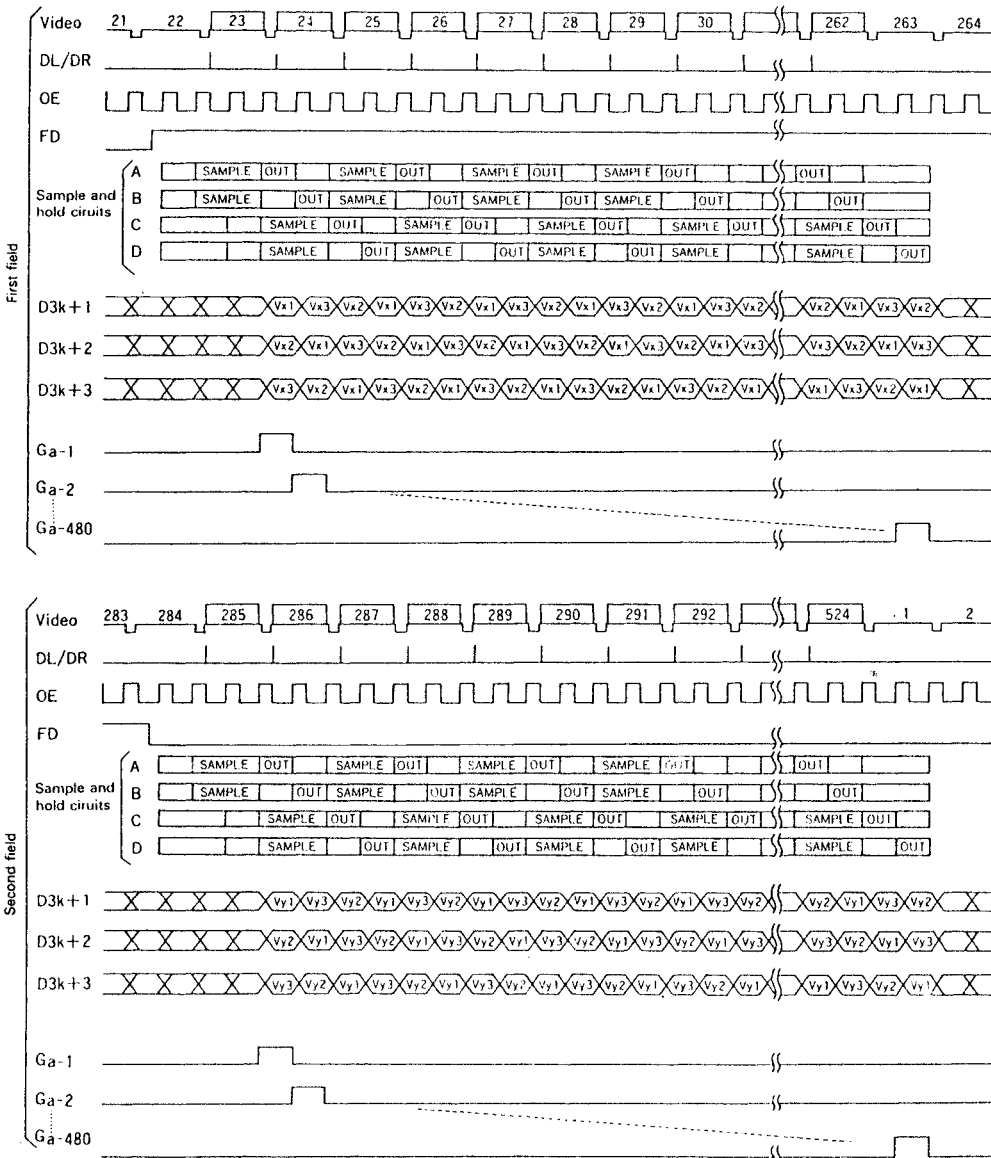 First field
Video 21 22 23 24 25 26 27 28 29 30 262 263 264
DL/DR
OE
FD
Sample and
hold ciruits
A SAMPLE OUT SAMPLE OUT SAMPLE OUT SAMPLE OUT OUT
B SAMPLE OUT SAMPLE OUT SAMPLE OUT SAMPLE OUT OUT
C SAMPLE OUT SAMPLE OUT SAMPLE OUT SAMPLE OUT SAMPLE OUT
D SAMPLE OUT SAMPLE OUT SAMPLE OUT SAMPLE SAMPLE OUT
D3k+1 Vx1 Vx3 Vx2 Vx1 Vx3 Vx2 Vx1 Vx3 Vx2 Vx1 Vx3 Vx2 Vx1 Vx3 Vx2 Vx2 Vx1 Vx3 Vx2
D3k+2 Vx2 Vx1 Vx3 Vx2 Vx1 Vx3 Vx2 Vx1 Vx3 Vx2 Vx1 Vx3 Vx2 Vx1 Vx3 Vx3 Vx2 Vx1 Vx3
D3k+3 Vx3 Vx2 Vx1 Vx3 Vx2 Vx1 Vx3 Vx2 Vx1 Vx3 Vx2 Vx1 Vx3 Vx2 Vx1 Vx1 Vx3 Vx2 Vx1
Ga-1
Ga-2
Ga-480
Second field
Video 283 284 285 286 287 288 289 290 291 292 524 1 2
DL/DR
OE
FD
Sample and
hold ciruits
A SAMPLE OUT SAMPLE OUT SAMPLE OUT SAMPLE OUT OUT
B SAMPLE OUT SAMPLE OUT SAMPLE OUT SAMPLE OUT OUT
C SAMPLE OUT SAMPLE OUT SAMPLE OUT SAMPLE OUT SAMPLE OUT
D SAMPLE OUT SAMPLE OUT SAMPLE OUT SAMPLE SAMPLE OUT
D3k+1 Vy1 Vy3 Vy2 Vy1 Vy3 Vy2 Vy1 Vy3 Vy2 Vy1 Vy3 Vy2 Vy1 Vy3 Vy2 Vy2 Vy1 Vy3 Vy2
D3k+2 Vy2 Vy1 Vy3 Vy2 Vy1 Vy3 Vy2 Vy1 Vy3 Vy2 Vy1 Vy3 Vy2 Vy1 Vy3 Vy3 Vy2 Vy1 Vy3
D3k+3 Vy3 Vy2 Vy1 Vy3 Vy2 Vy1 Vy3 Vy2 Vy1 Vy3 Vy2 Vy1 Vy3 Vy2 Vy1 Vy1 Vy3 Vy2 Vy1
Ga-1
Ga-2
Ga-480